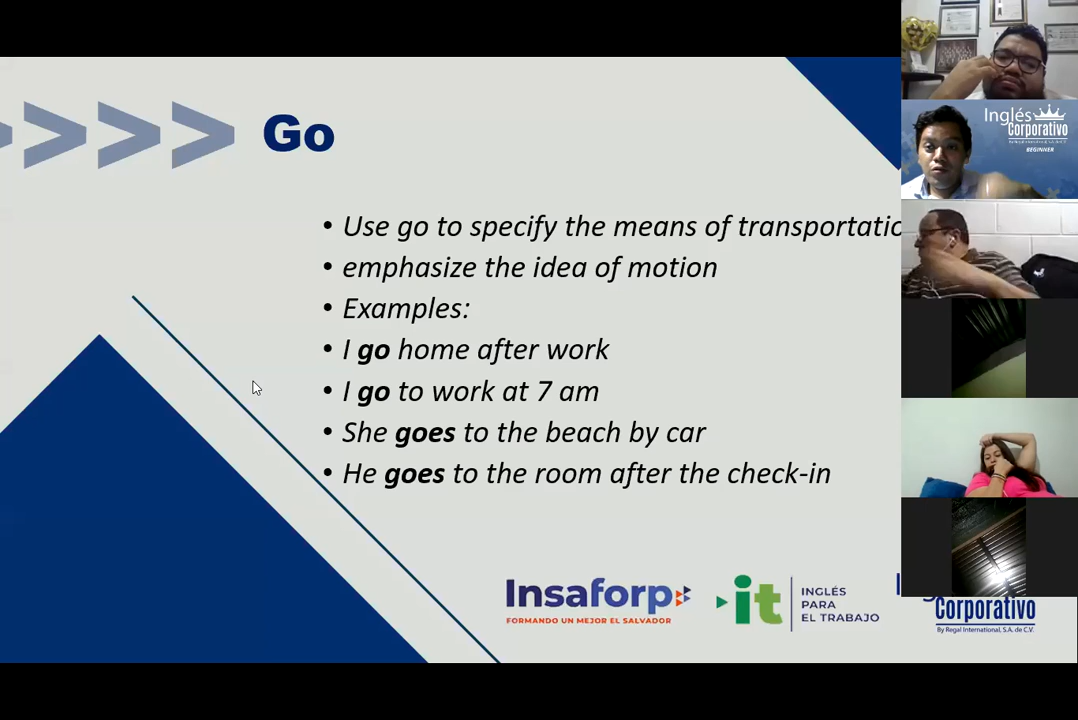 Go
• Use go to specify the means of transportatio
• emphasize the idea of motion
• Examples:
• I go home after work
• I go to work at 7 am
• She goes to the beach by car
• He goes to the room after the check-in
Insaforp
FORMANDO UN MEJOR EL SALVADOR
it
INGLÉS
PARA
EL TRABAJO
Corporativo
By Regal International, S.A. de C.V.
Inglés
Corporativo
BEGINNER